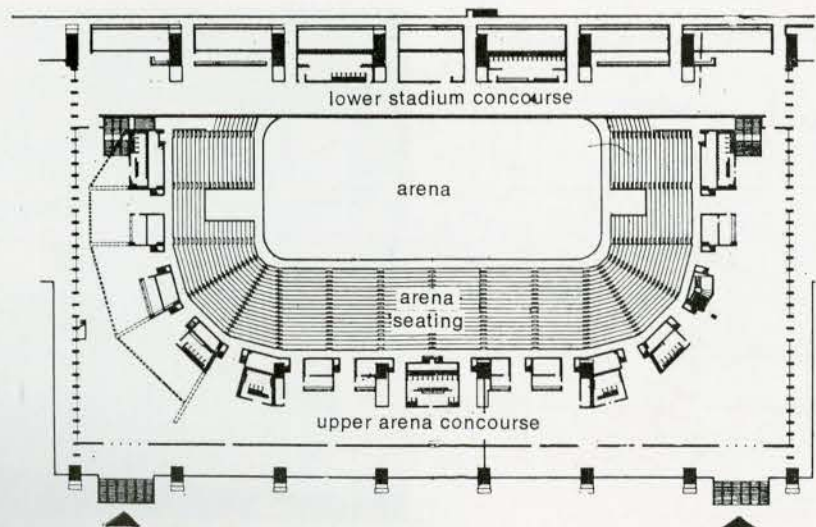 lower stadium concourse
arena
arena
seating
upper arena concourse